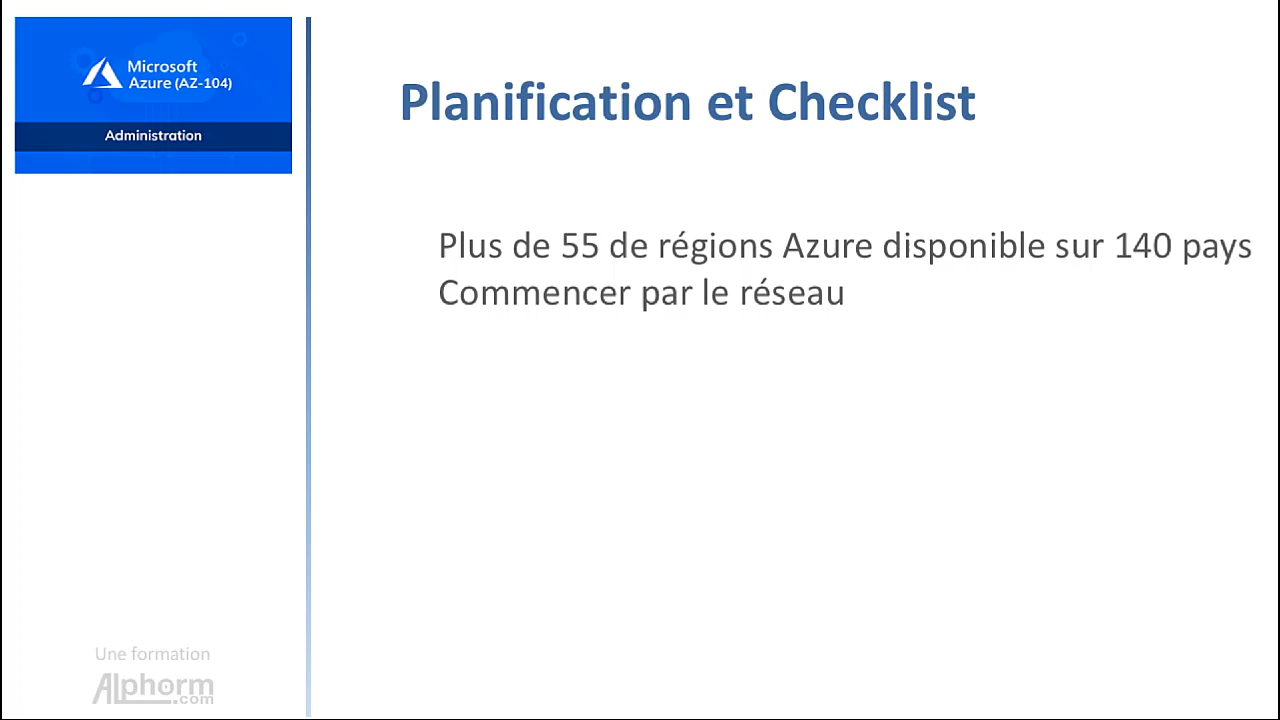 Microsoft
Azure (AZ-104)
Administration
Planification et Checklist
Plus de 55 de régions Azure disponible sur 140 pays
Commencer par le réseau
Une formation
Alphorm
.com